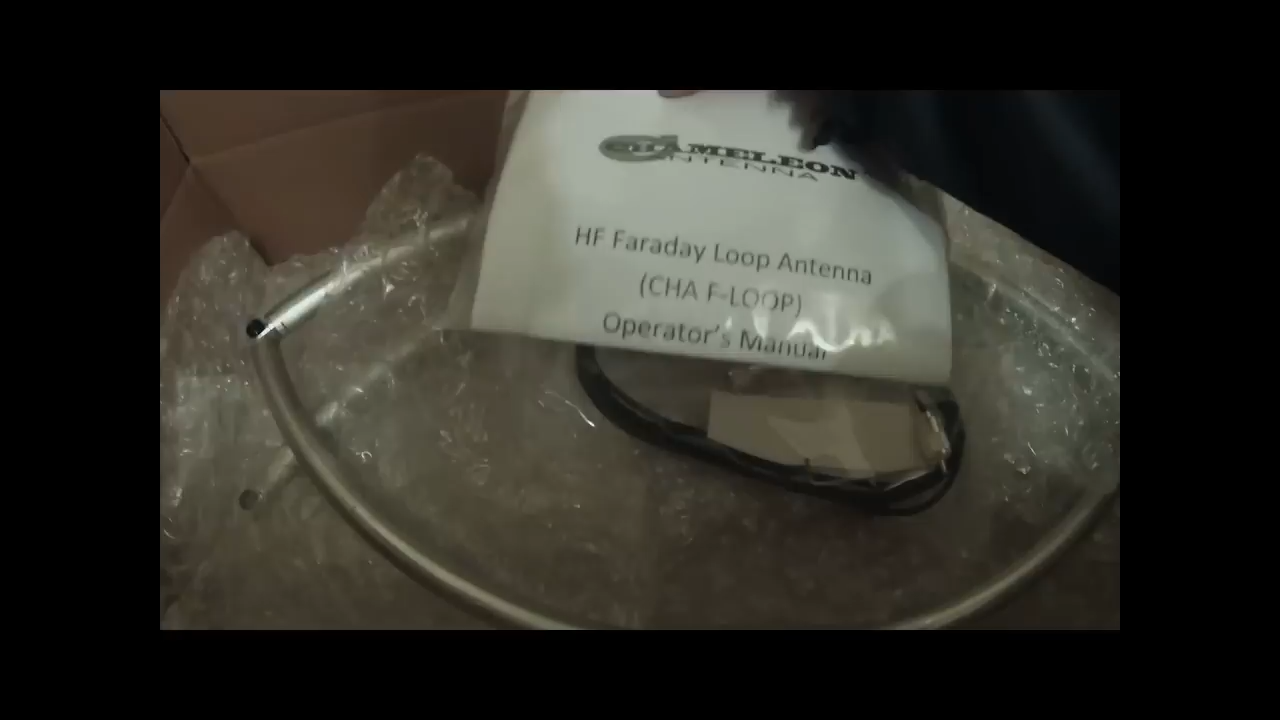 CHAMELEON
ANTENNA
HF Faraday Loop Antenna
(CHA F-LOOP)
Operator's Manual